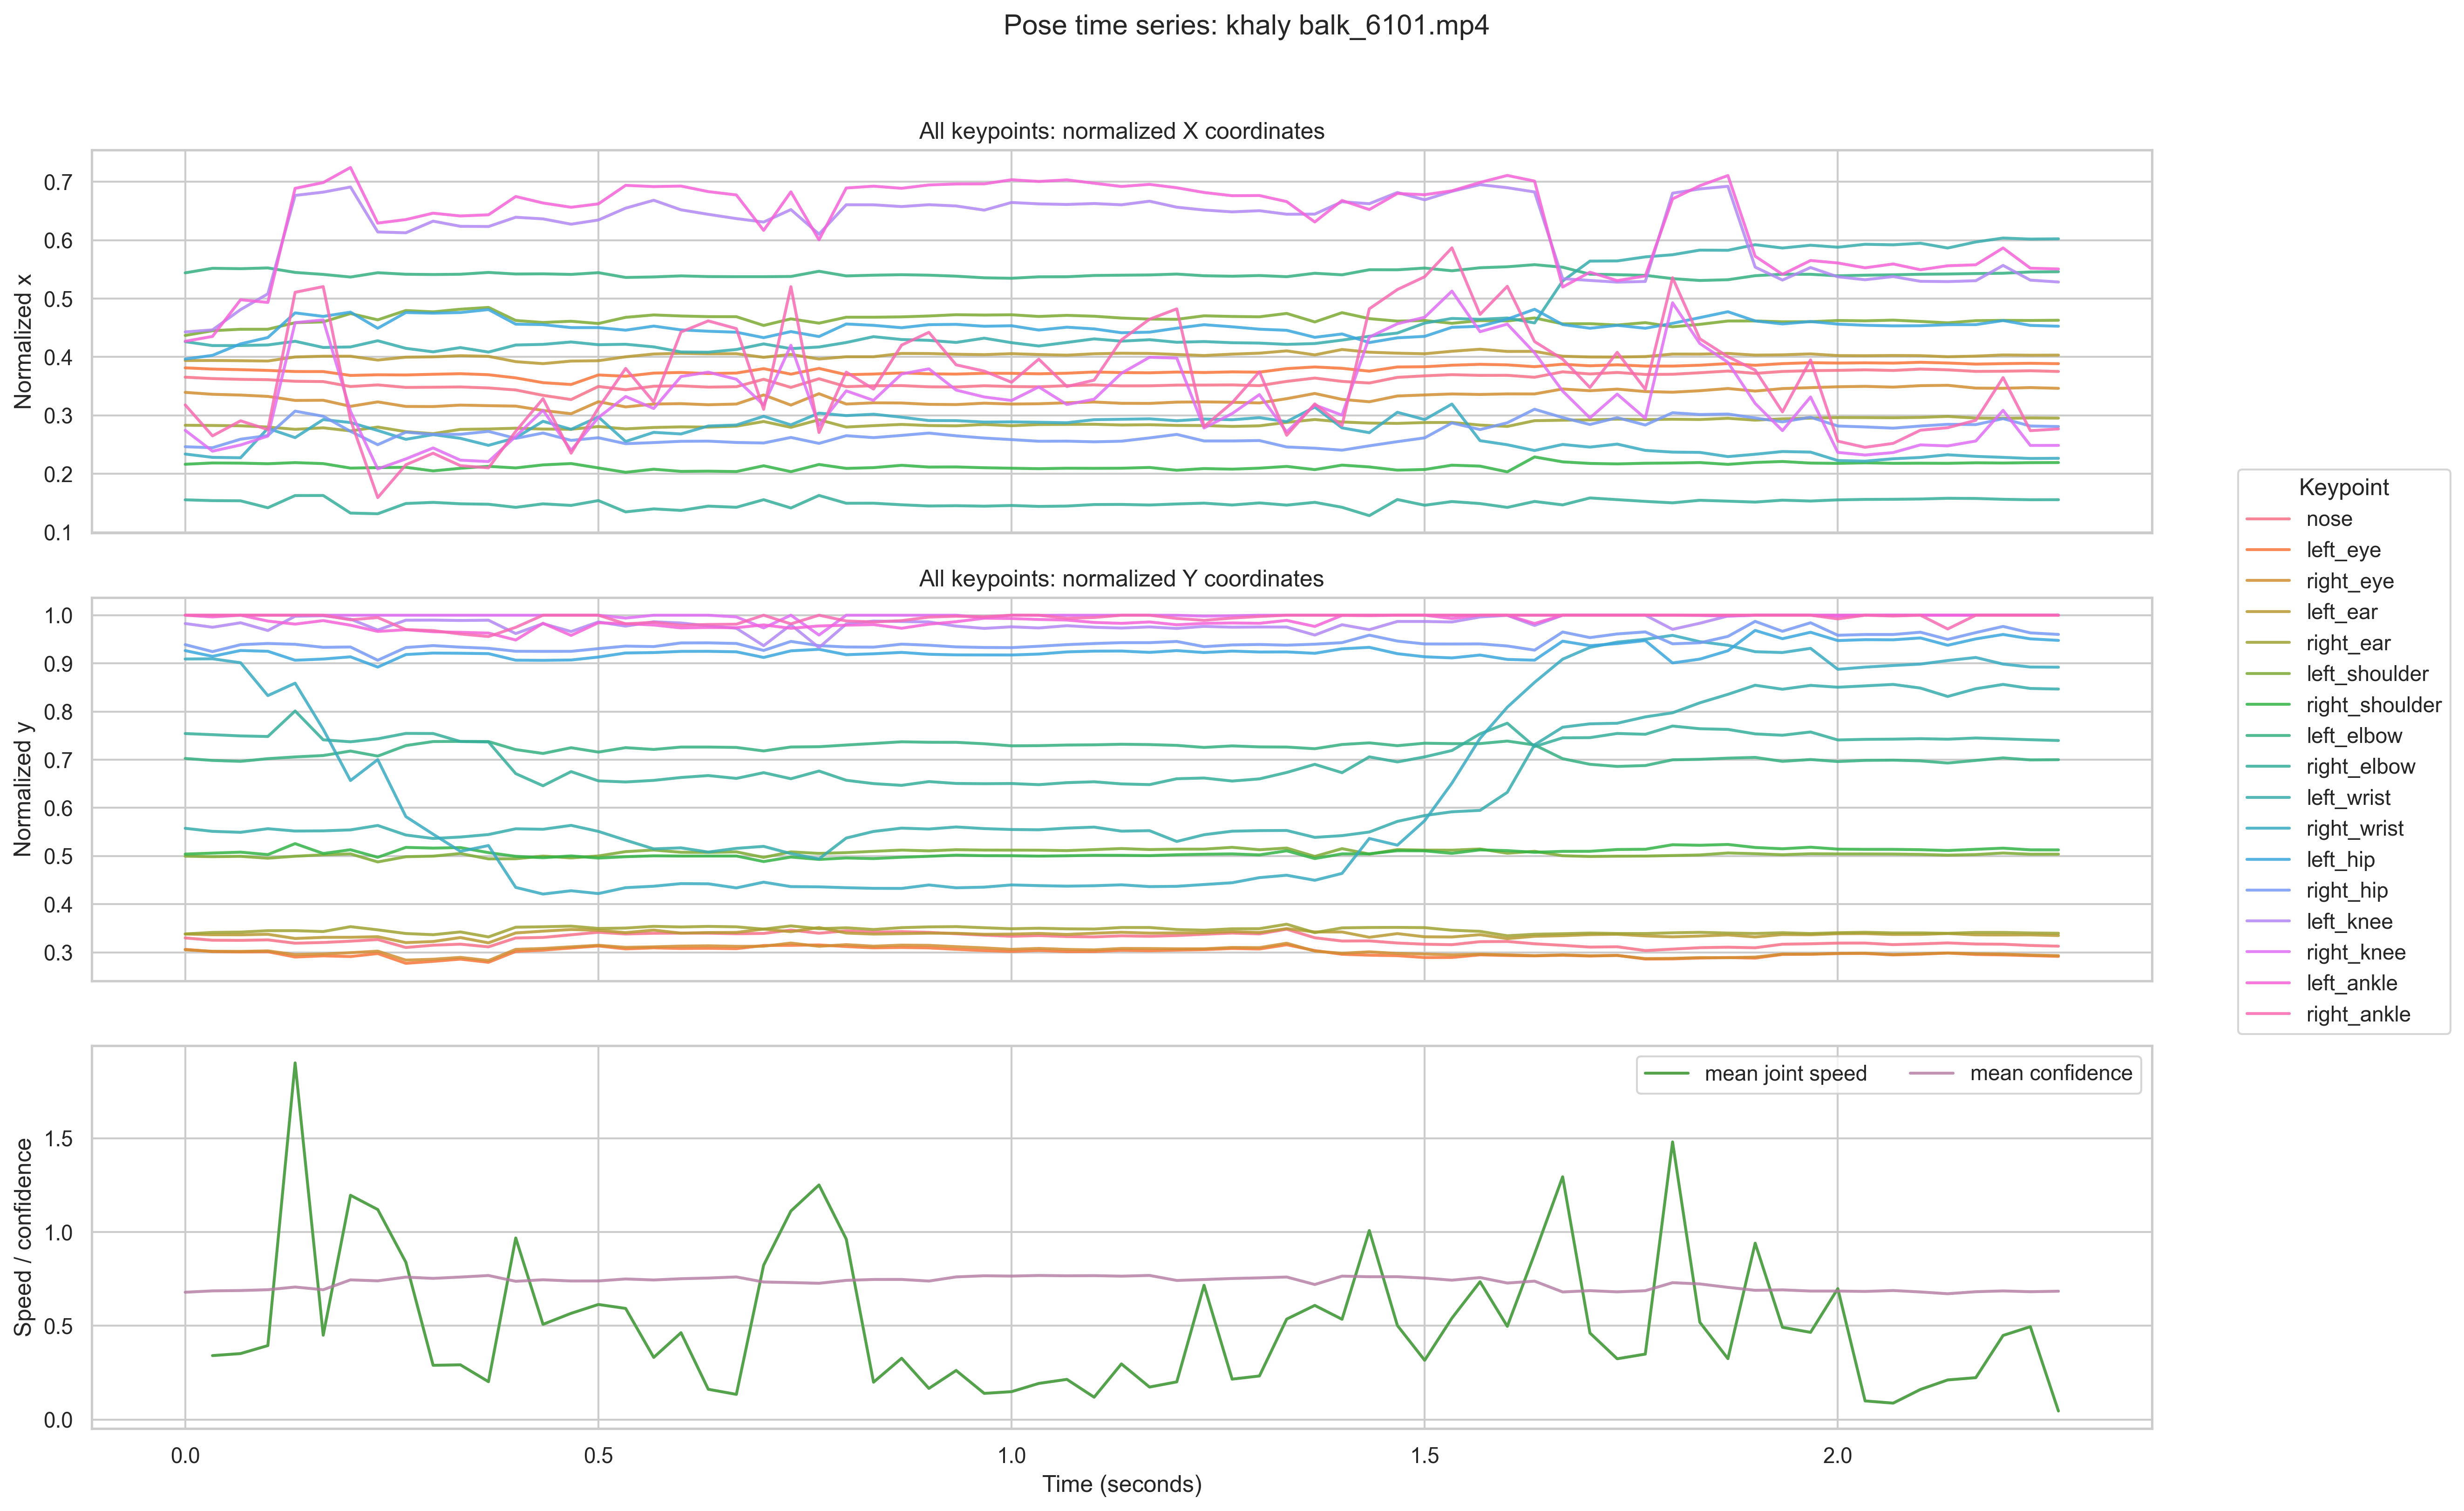 Pose time series: khaly balk_6101.mp4
All keypoints: normalized X coordinates
Normalized x
0.7
0.6
0.5
0.4
0.3
0.2
0.1
All keypoints: normalized Y coordinates
Normalized y
1.0
0.9
0.8
0.7
0.6
0.5
0.4
0.3
Keypoint
nose
left_eye
right_eye
left_ear
right_ear
left_shoulder
right_shoulder
left_elbow
right_elbow
left_wrist
right_wrist
left_hip
right_hip
left_knee
right_knee
left_ankle
right_ankle
mean joint speed
mean confidence
Speed / confidence
1.5
1.0
0.5
0.0
0.0
0.5
1.0
1.5
2.0
Time (seconds)